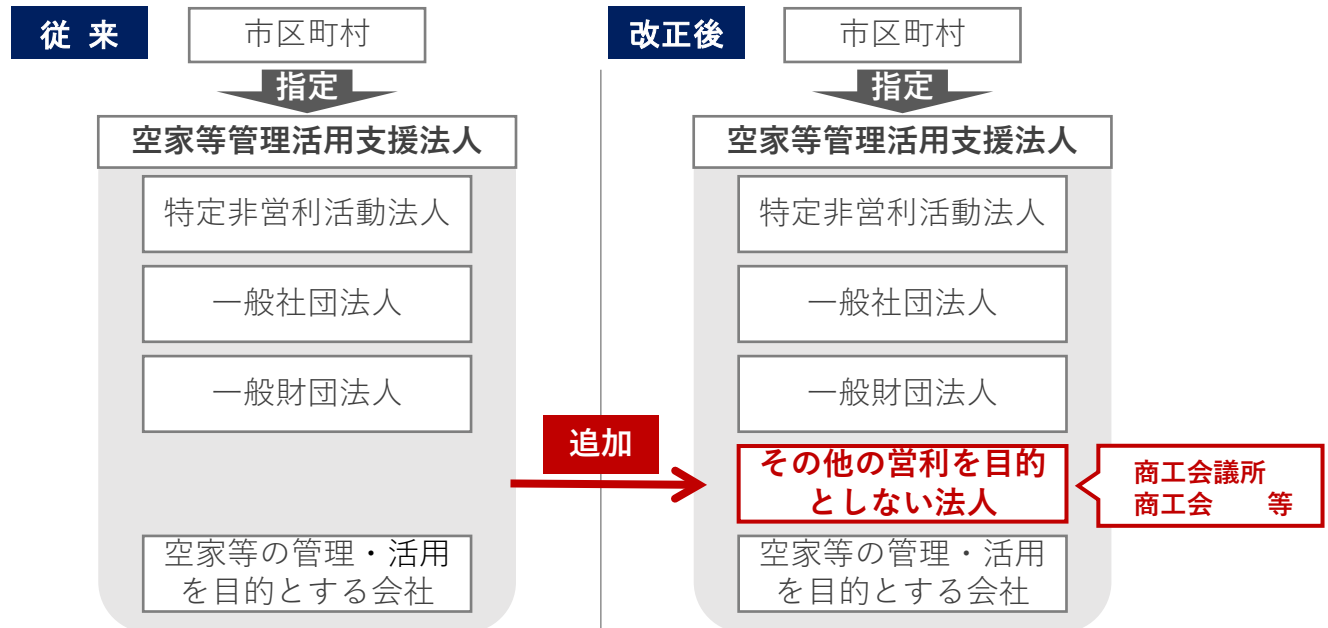 従 来
市区町村
指定
空家等管理活用支援法人
特定非営利活動法人
一般社団法人
一般財団法人
空家等の管理・活用
を目的とする会社
追加
改正後
市区町村
指定
空家等管理活用支援法人
特定非営利活動法人
一般社団法人
一般財団法人
その他の営利を目的
としない法人
商工会議所
商工会　　等
空家等の管理・活用
を目的とする会社